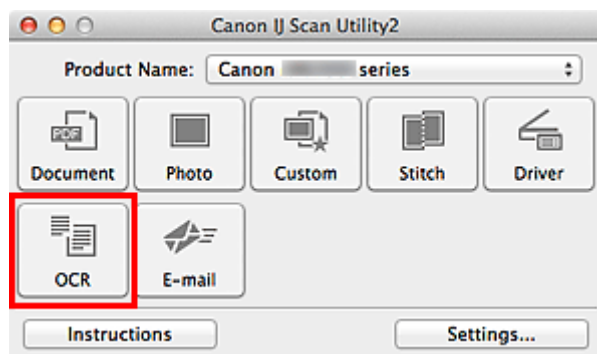 Canon IJ Scan Utility2
Product Name: Canon series
PDF
Document Photo Custom Stitch Driver
OCR E-mail
Instructions Settings...